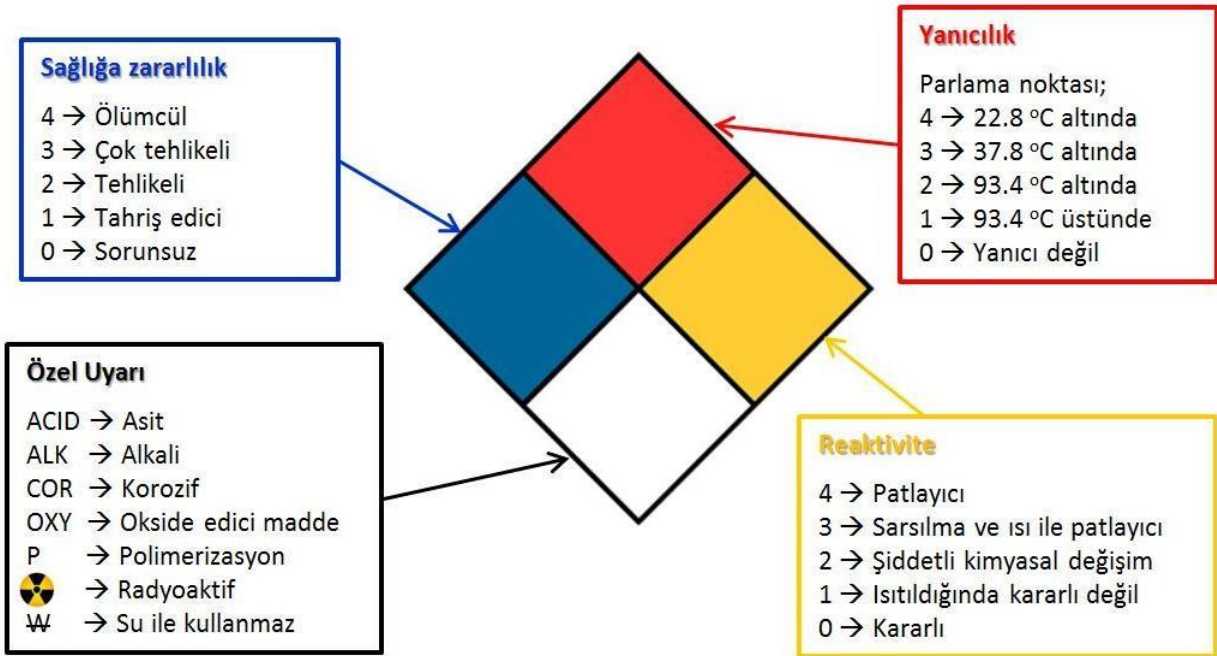 Sağlığa zararlılık
4 → Ölümcül
3 → Çok tehlikeli
2 → Tehlikeli
1 → Tahriş edici
0 → Sorunsuz
Yanıcılık
Parlama noktası;
4 → 22.8 °C altında
3 → 37.8 °C altında
2 → 93.4 °C altında
1 → 93.4 °C üstünde
0 → Yanıcı değil
Özel Uyarı
ACID → Asit
ALK → Alkali
COR → Korozif
OXY → Okside edici madde
P → Polimerizasyon
☢ → Radyoaktif
W̶ → Su ile kullanmaz
Reaktivite
4 → Patlayıcı
3 → Sarsılma ve ısı ile patlayıcı
2 → Şiddetli kimyasal değişim
1 → Isıtıldığında kararlı değil
0 → Kararlı